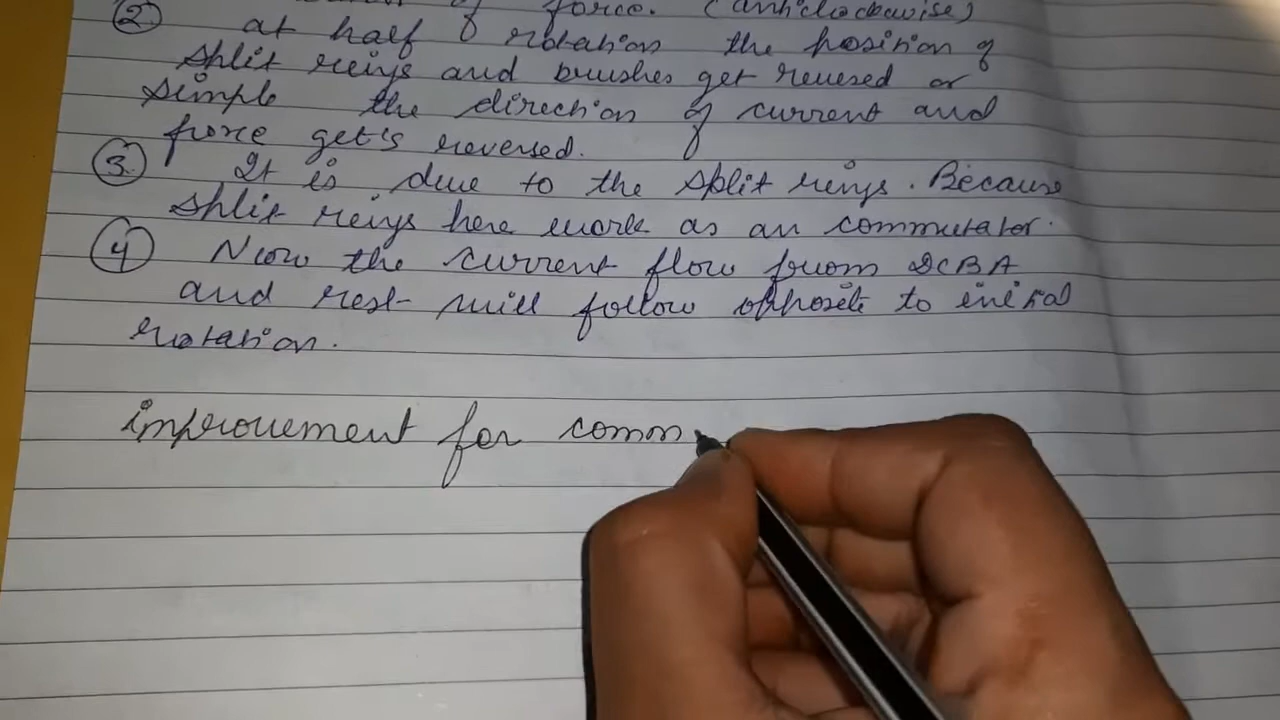 force. (anticlockwise)
② at half of rotation the position of
split rings and brushes get reversed or
simple the direction of current and
force get's reversed.
③ It is due to the split rings. Because
split rings here work as an commutator.
④ Now the current flow from DCBA
and rest will follow opposite to initial
rotation.
improvement for comm